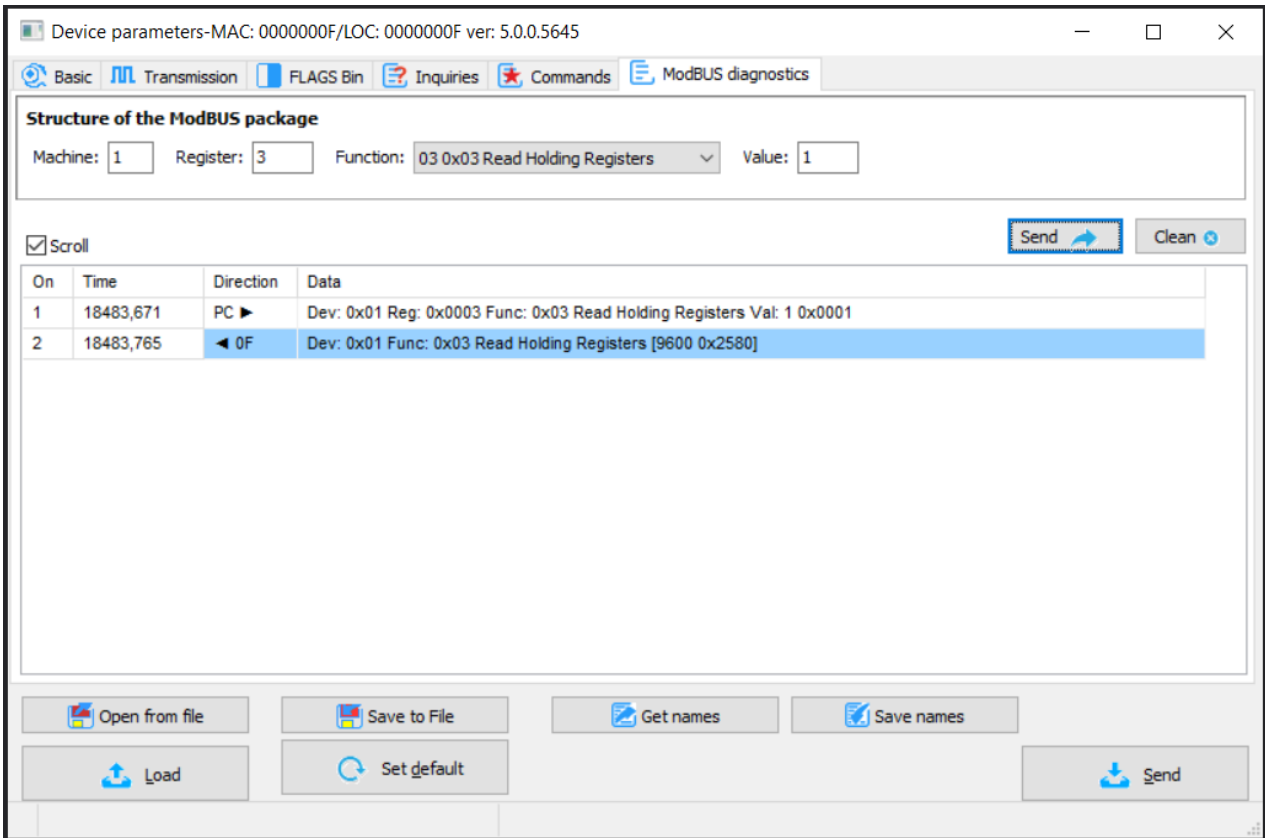 Device parameters-MAC: 0000000F/LOC: 0000000F ver: 5.0.0.5645
Basic Transmission FLAGS Bin Inquiries Commands ModBUS diagnostics
Structure of the ModBUS package
Machine: 1 Register: 3 Function: 03 0x03 Read Holding Registers Value: 1
Scroll Send Clean
On Time Direction Data
1 18483,671 PC ► Dev: 0x01 Reg: 0x0003 Func: 0x03 Read Holding Registers Val: 1 0x0001
2 18483,765 ◄ 0F Dev: 0x01 Func: 0x03 Read Holding Registers [9600 0x2580]
Open from file Save to File Get names Save names
Load Set default Send